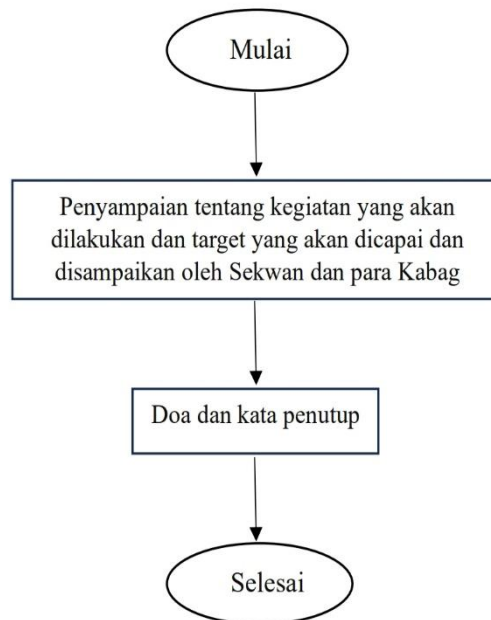 Mulai
Penyampaian tentang kegiatan yang akan
dilakukan dan target yang akan dicapai dan
disampaikan oleh Sekwan dan para Kabag
Doa dan kata penutup
Selesai